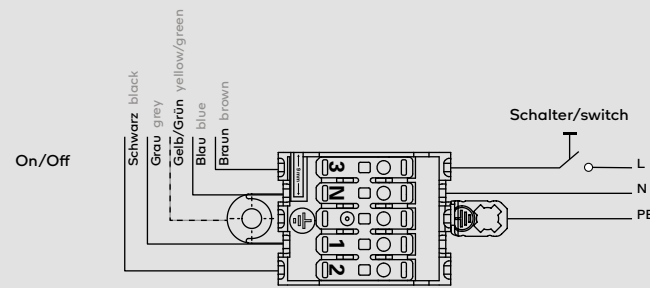 On/Off
Schwarz black
Grau grey
Gelb/Grün yellow/green
Blau blue
Braun brown
Schalter/switch
3
L
N
N
PE
1
2